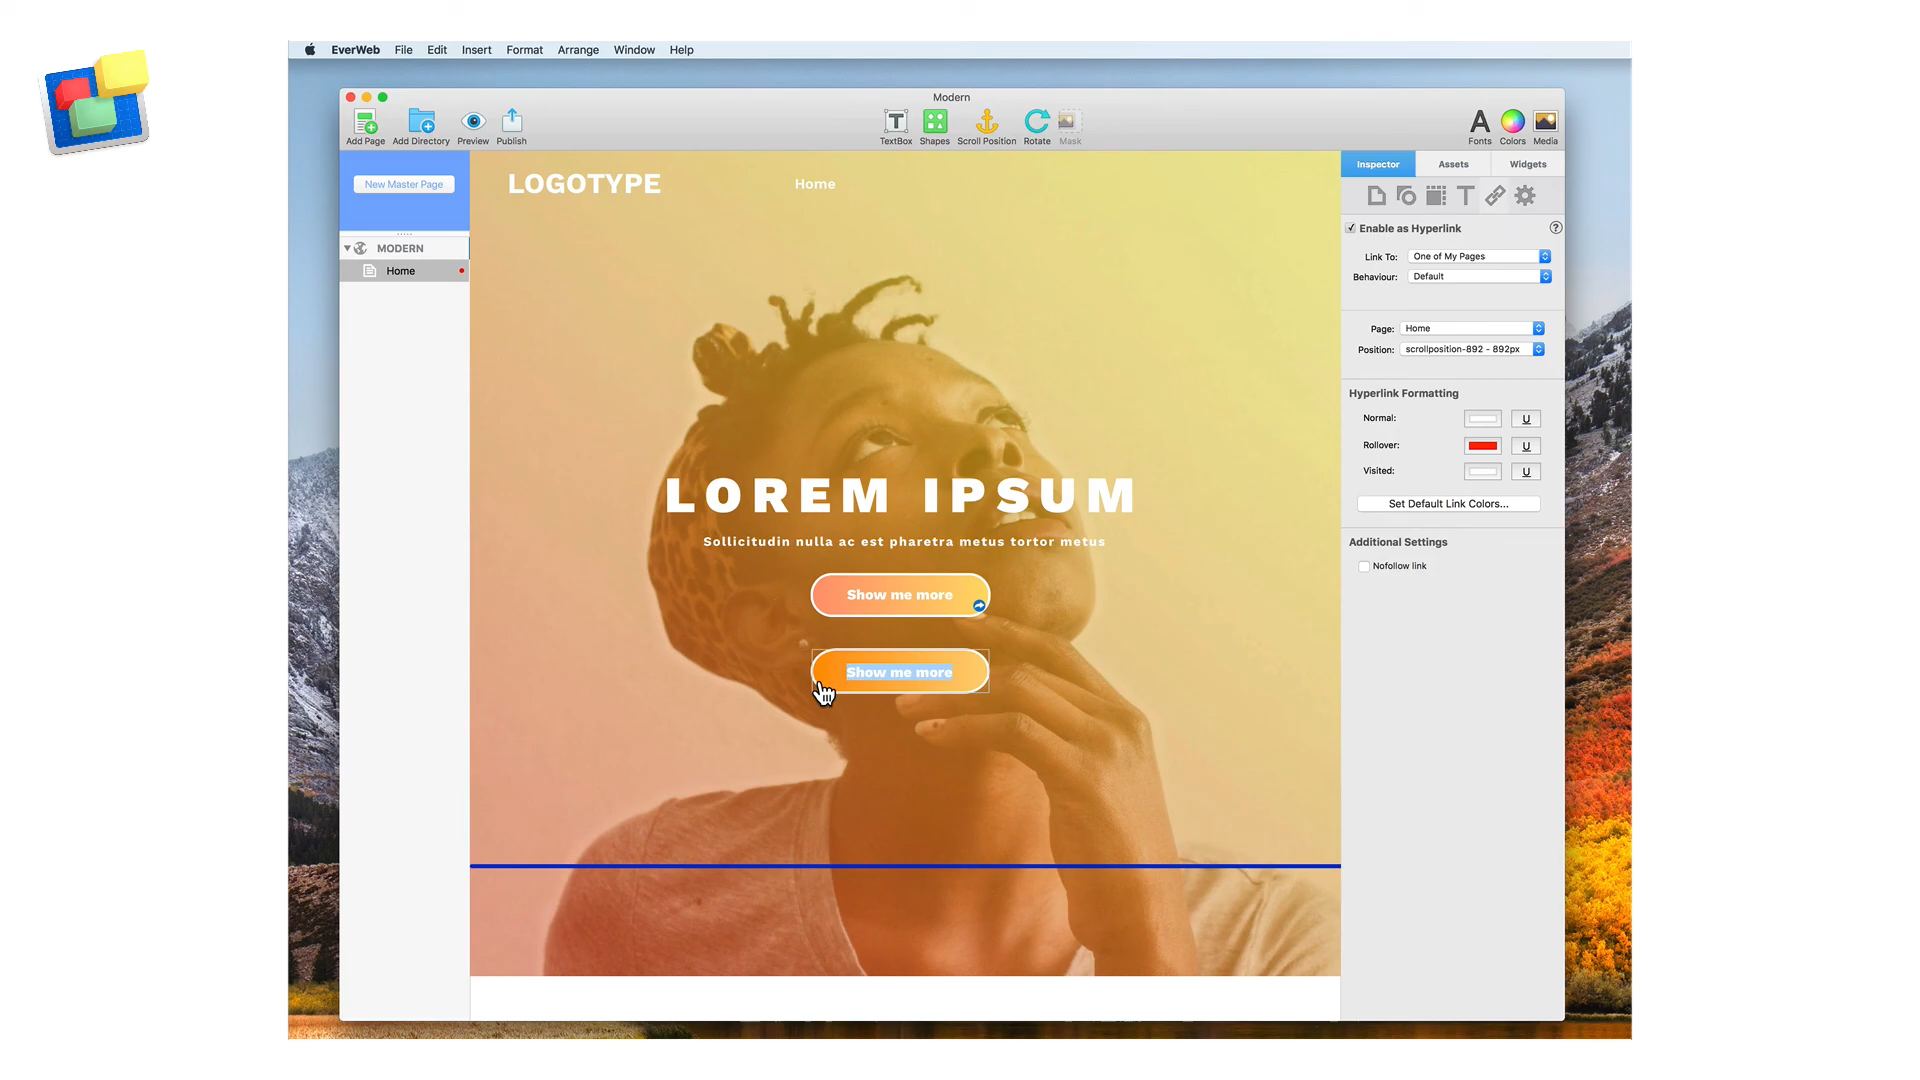 EverWeb File Edit Insert Format Arrange Window Help
Modern
Add Page Add Directory Preview Publish
TextBox Shapes Scroll Position Rotate Mask
Fonts Colors Media
New Master Page
MODERN
Home
LOGOTYPE
Home
LOREM IPSUM
Sollicitudin nulla ac est pharetra metus tortor metus
Show me more
Show me more
Inspector Assets Widgets
Enable as Hyperlink ?
Link To: One of My Pages
Behaviour: Default
Page: Home
Position: scrollposition-892 - 892px
Hyperlink Formatting
Normal: U
Rollover: U
Visited: U
Set Default Link Colors...
Additional Settings
Nofollow link